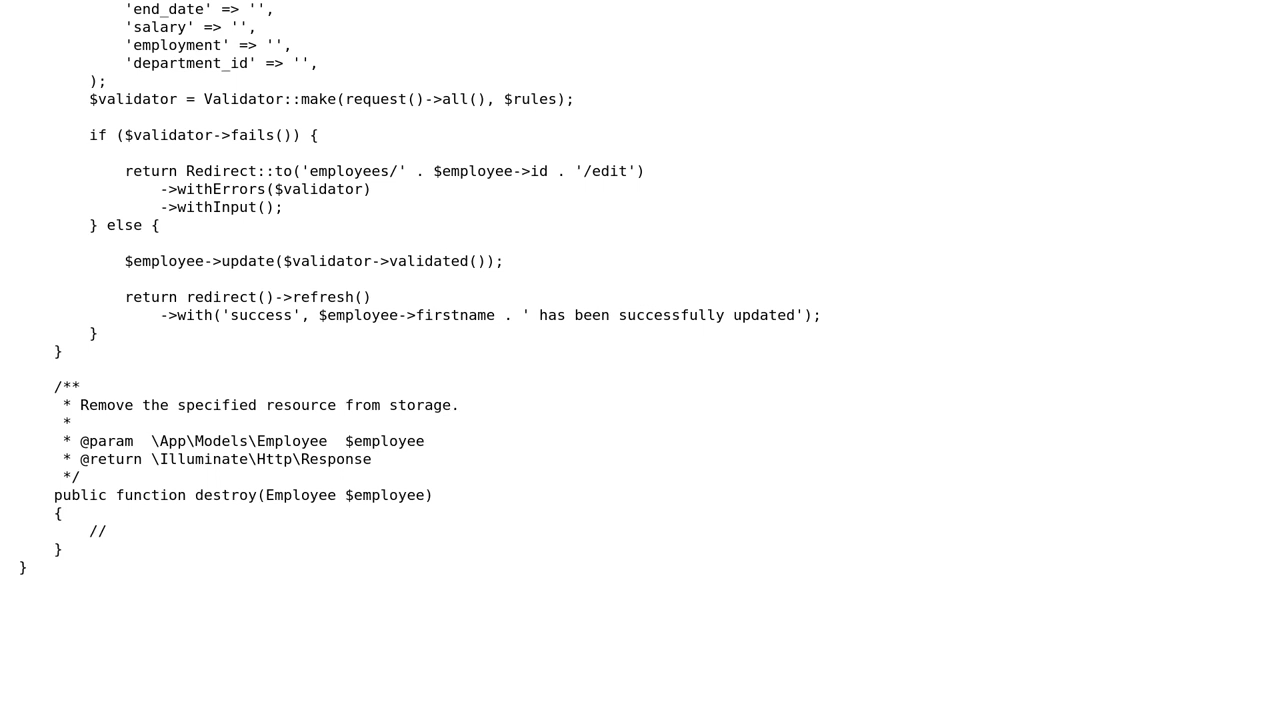 'end_date' => '',
            'salary' => '',
            'employment' => '',
            'department_id' => '',
        );
        $validator = Validator::make(request()->all(), $rules);

        if ($validator->fails()) {

            return Redirect::to('employees/' . $employee->id . '/edit')
                ->withErrors($validator)
                ->withInput();
        } else {

            $employee->update($validator->validated());

            return redirect()->refresh()
                ->with('success', $employee->firstname . ' has been successfully updated');
        }
    }

    /**
     * Remove the specified resource from storage.
     *
     * @param  \App\Models\Employee  $employee
     * @return \Illuminate\Http\Response
     */
    public function destroy(Employee $employee)
    {
        //
    }
}